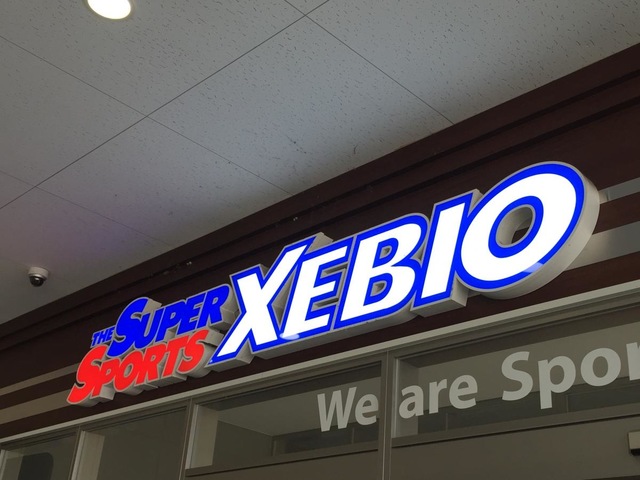 THE SUPER
SPORTS
XEBIO
We are Spor